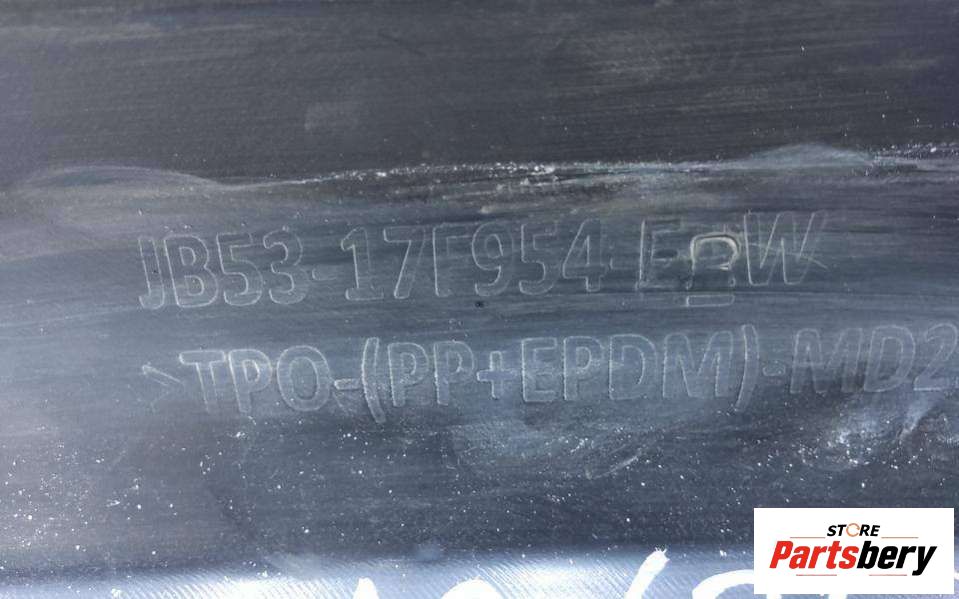 JB53-17F954
>TPO-(PP+EPDM)-MD2
STORE
Partsbery